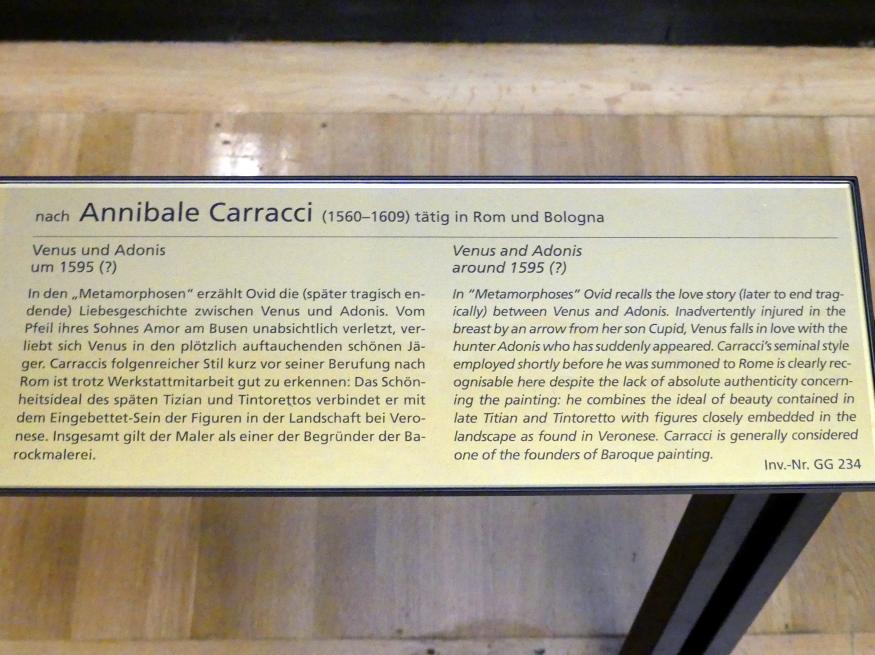 nach Annibale Carracci (1560–1609) tätig in Rom und Bologna
Venus und Adonis
um 1595 (?)
In den „Metamorphosen“ erzählt Ovid die (später tragisch en-
dende) Liebesgeschichte zwischen Venus und Adonis. Vom
Pfeil ihres Sohnes Amor am Busen unabsichtlich verletzt, ver-
liebt sich Venus in den plötzlich auftauchenden schönen Jä-
ger. Carraccis folgenreicher Stil kurz vor seiner Berufung nach
Rom ist trotz Werkstattmitarbeit gut zu erkennen: Das Schön-
heitsideal des späten Tizian und Tintorettos verbindet er mit
dem Eingebettet-Sein der Figuren in der Landschaft bei Vero-
nese. Insgesamt gilt der Maler als einer der Begründer der Ba-
rockmalerei.
Venus and Adonis
around 1595 (?)
In “Metamorphoses” Ovid recalls the love story (later to end trag-
ically) between Venus and Adonis. Inadvertently injured in the
breast by an arrow from her son Cupid, Venus falls in love with the
hunter Adonis who has suddenly appeared. Carracci’s seminal style
employed shortly before he was summoned to Rome is clearly rec-
ognisable here despite the lack of absolute authenticity concern-
ing the painting: he combines the ideal of beauty contained in
late Titian and Tintoretto with figures closely embedded in the
landscape as found in Veronese. Carracci is generally considered
one of the founders of Baroque painting.
Inv.-Nr. GG 234